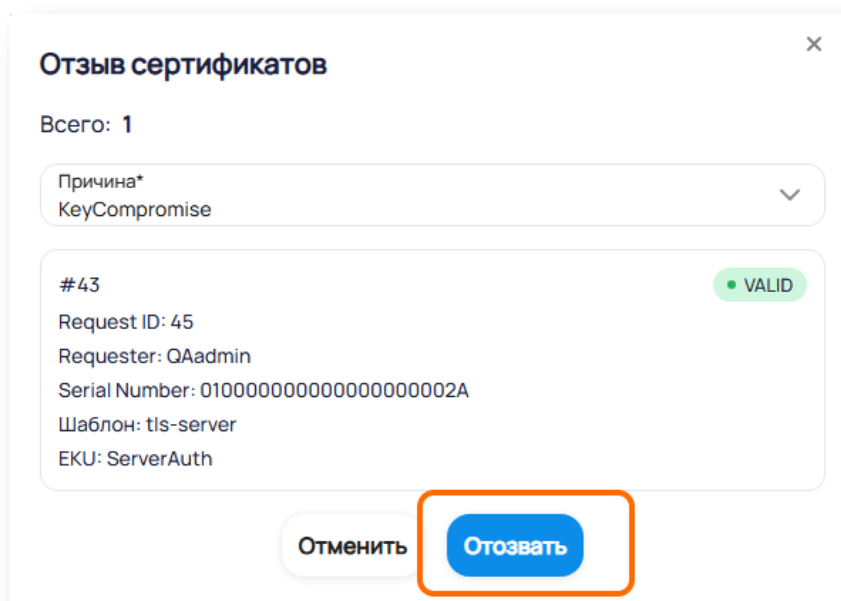 Отзыв сертификатов
Всего: 1
Причина*
KeyCompromise
#43
VALID
Request ID: 45
Requester: QAadmin
Serial Number: 010000000000000000002A
Шаблон: tls-server
EKU: ServerAuth
Отменить
Отозвать